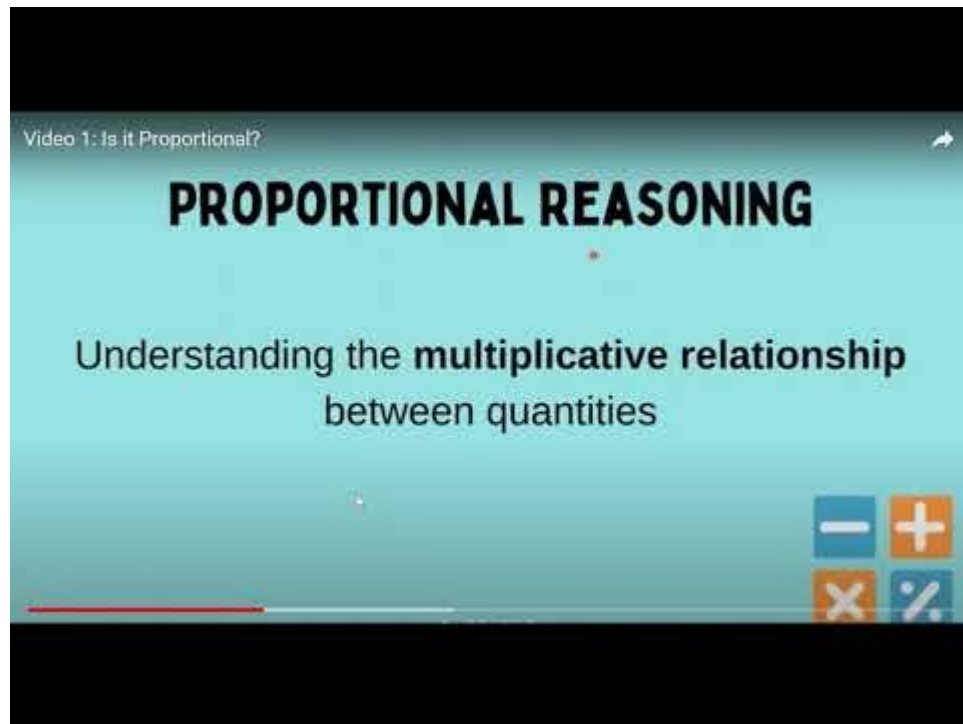 Video 1: Is it Proportional?
PROPORTIONAL REASONING
Understanding the multiplicative relationship
between quantities